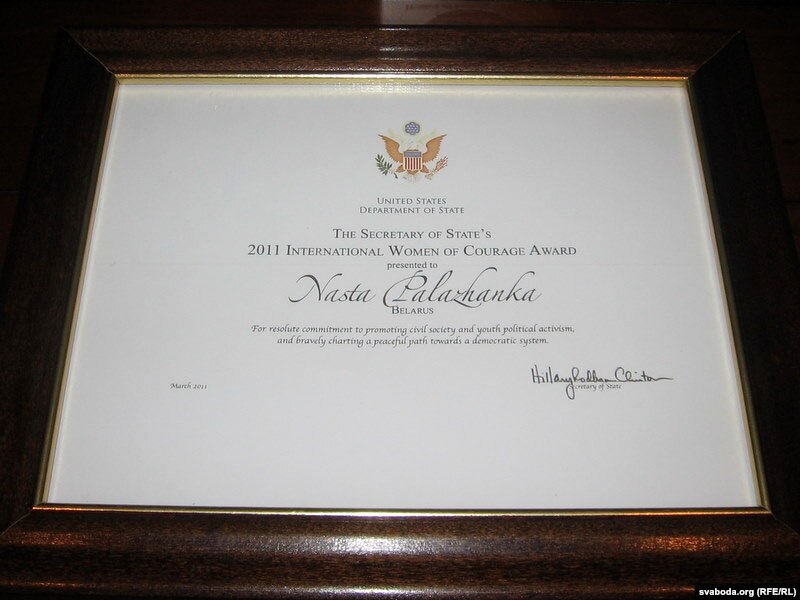 UNITED STATES
DEPARTMENT OF STATE
THE SECRETARY OF STATE'S
2011 INTERNATIONAL WOMEN OF COURAGE AWARD
presented to
Nasta Palazhanka
BELARUS
For resolute commitment to promoting civil society and youth political activism,
and bravely charting a peaceful path towards a democratic system.
Hillary Rodham Clinton
March 2011
Secretary of State
svaboda.org (RFE/RL)